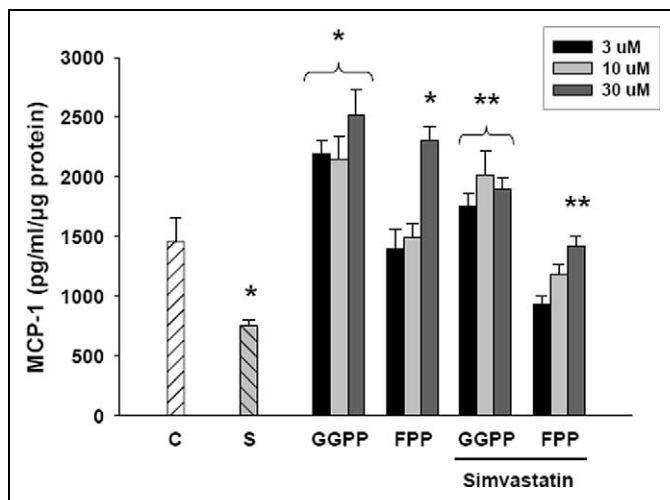 3 uM
10 uM
30 uM
MCP-1 (pg/ml/µg protein)
3000
2500
2000
1500
1000
500
0
*
*
*
**
**
C S GGPP FPP GGPP FPP
Simvastatin